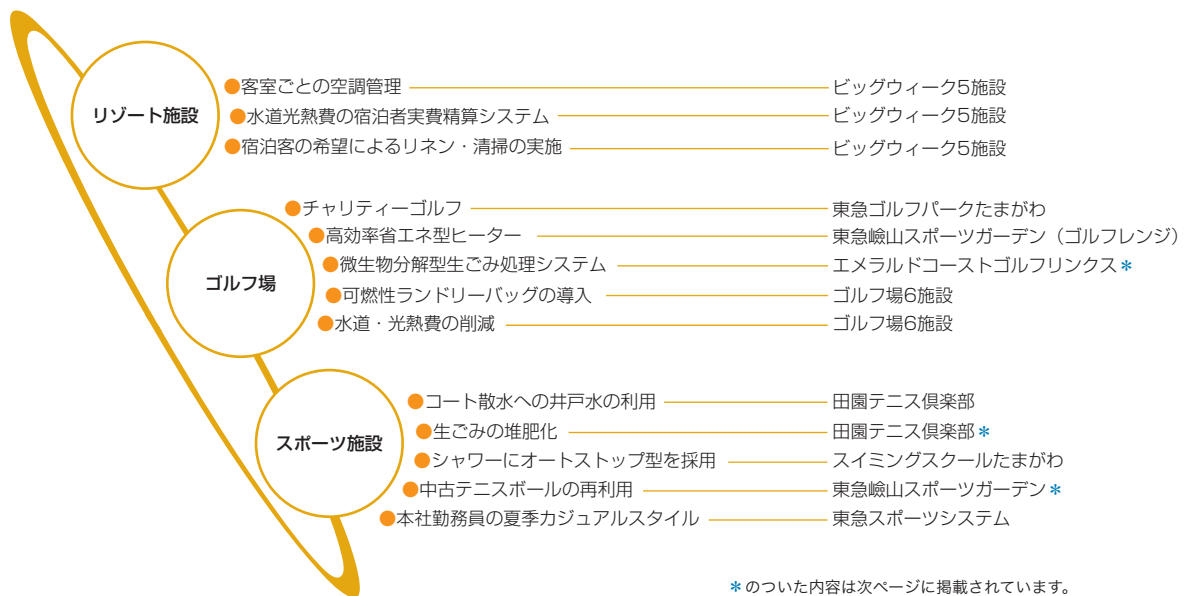 リゾート施設
●客室ごとの空調管理 ビッグウィーク5施設
●水道光熱費の宿泊者実費精算システム ビッグウィーク5施設
●宿泊客の希望によるリネン・清掃の実施 ビッグウィーク5施設
ゴルフ場
●チャリティーゴルフ 東急ゴルフパークたまがわ
●高効率省エネ型ヒーター 東急嶮山スポーツガーデン（ゴルフレンジ）
●微生物分解型生ごみ処理システム エメラルドコーストゴルフリンクス＊
●可燃性ランドリーバッグの導入 ゴルフ場6施設
●水道・光熱費の削減 ゴルフ場6施設
スポーツ施設
●コート散水への井戸水の利用 田園テニス倶楽部
●生ごみの堆肥化 田園テニス倶楽部＊
●シャワーにオートストップ型を採用 スイミングスクールたまがわ
●中古テニスボールの再利用 東急嶮山スポーツガーデン＊
●本社勤務員の夏季カジュアルスタイル 東急スポーツシステム
＊のついた内容は次ページに掲載されています。